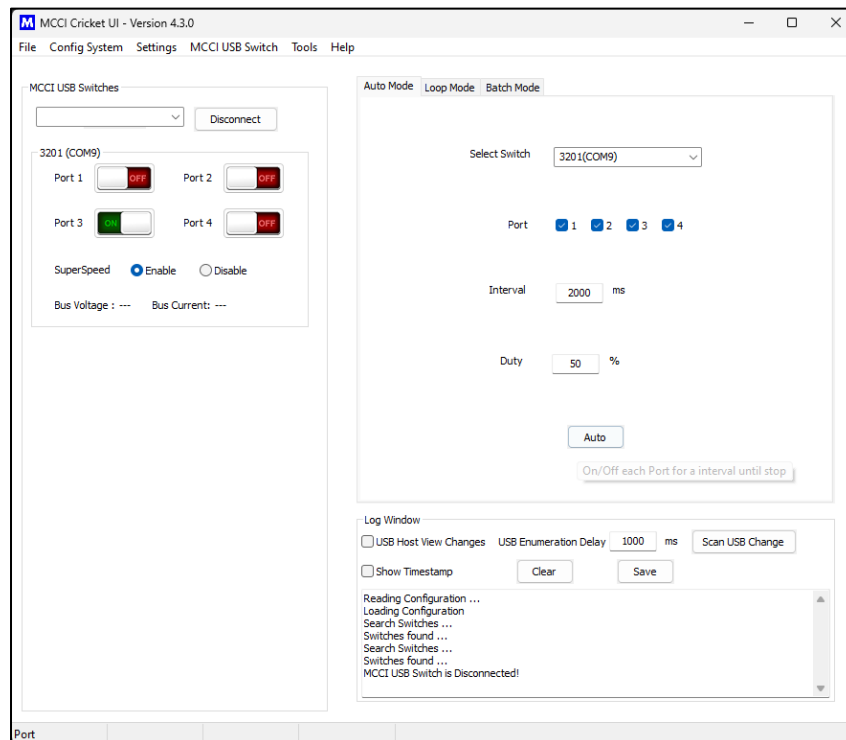 M MCCI Cricket UI - Version 4.3.0
File Config System Settings MCCI USB Switch Tools Help
MCCI USB Switches
Disconnect
3201 (COM9)
Port 1 OFF Port 2 OFF
Port 3 ON Port 4 OFF
SuperSpeed Enable Disable
Bus Voltage : --- Bus Current: ---
Auto Mode Loop Mode Batch Mode
Select Switch 3201(COM9)
Port 1 2 3 4
Interval 2000 ms
Duty 50 %
Auto
On/Off each Port for a interval until stop
Log Window
USB Host View Changes USB Enumeration Delay 1000 ms Scan USB Change
Show Timestamp Clear Save
Reading Configuration ...
Loading Configuration
Search Switches ...
Switches found ...
Search Switches ...
Switches found ...
MCCI USB Switch is Disconnected!
Port